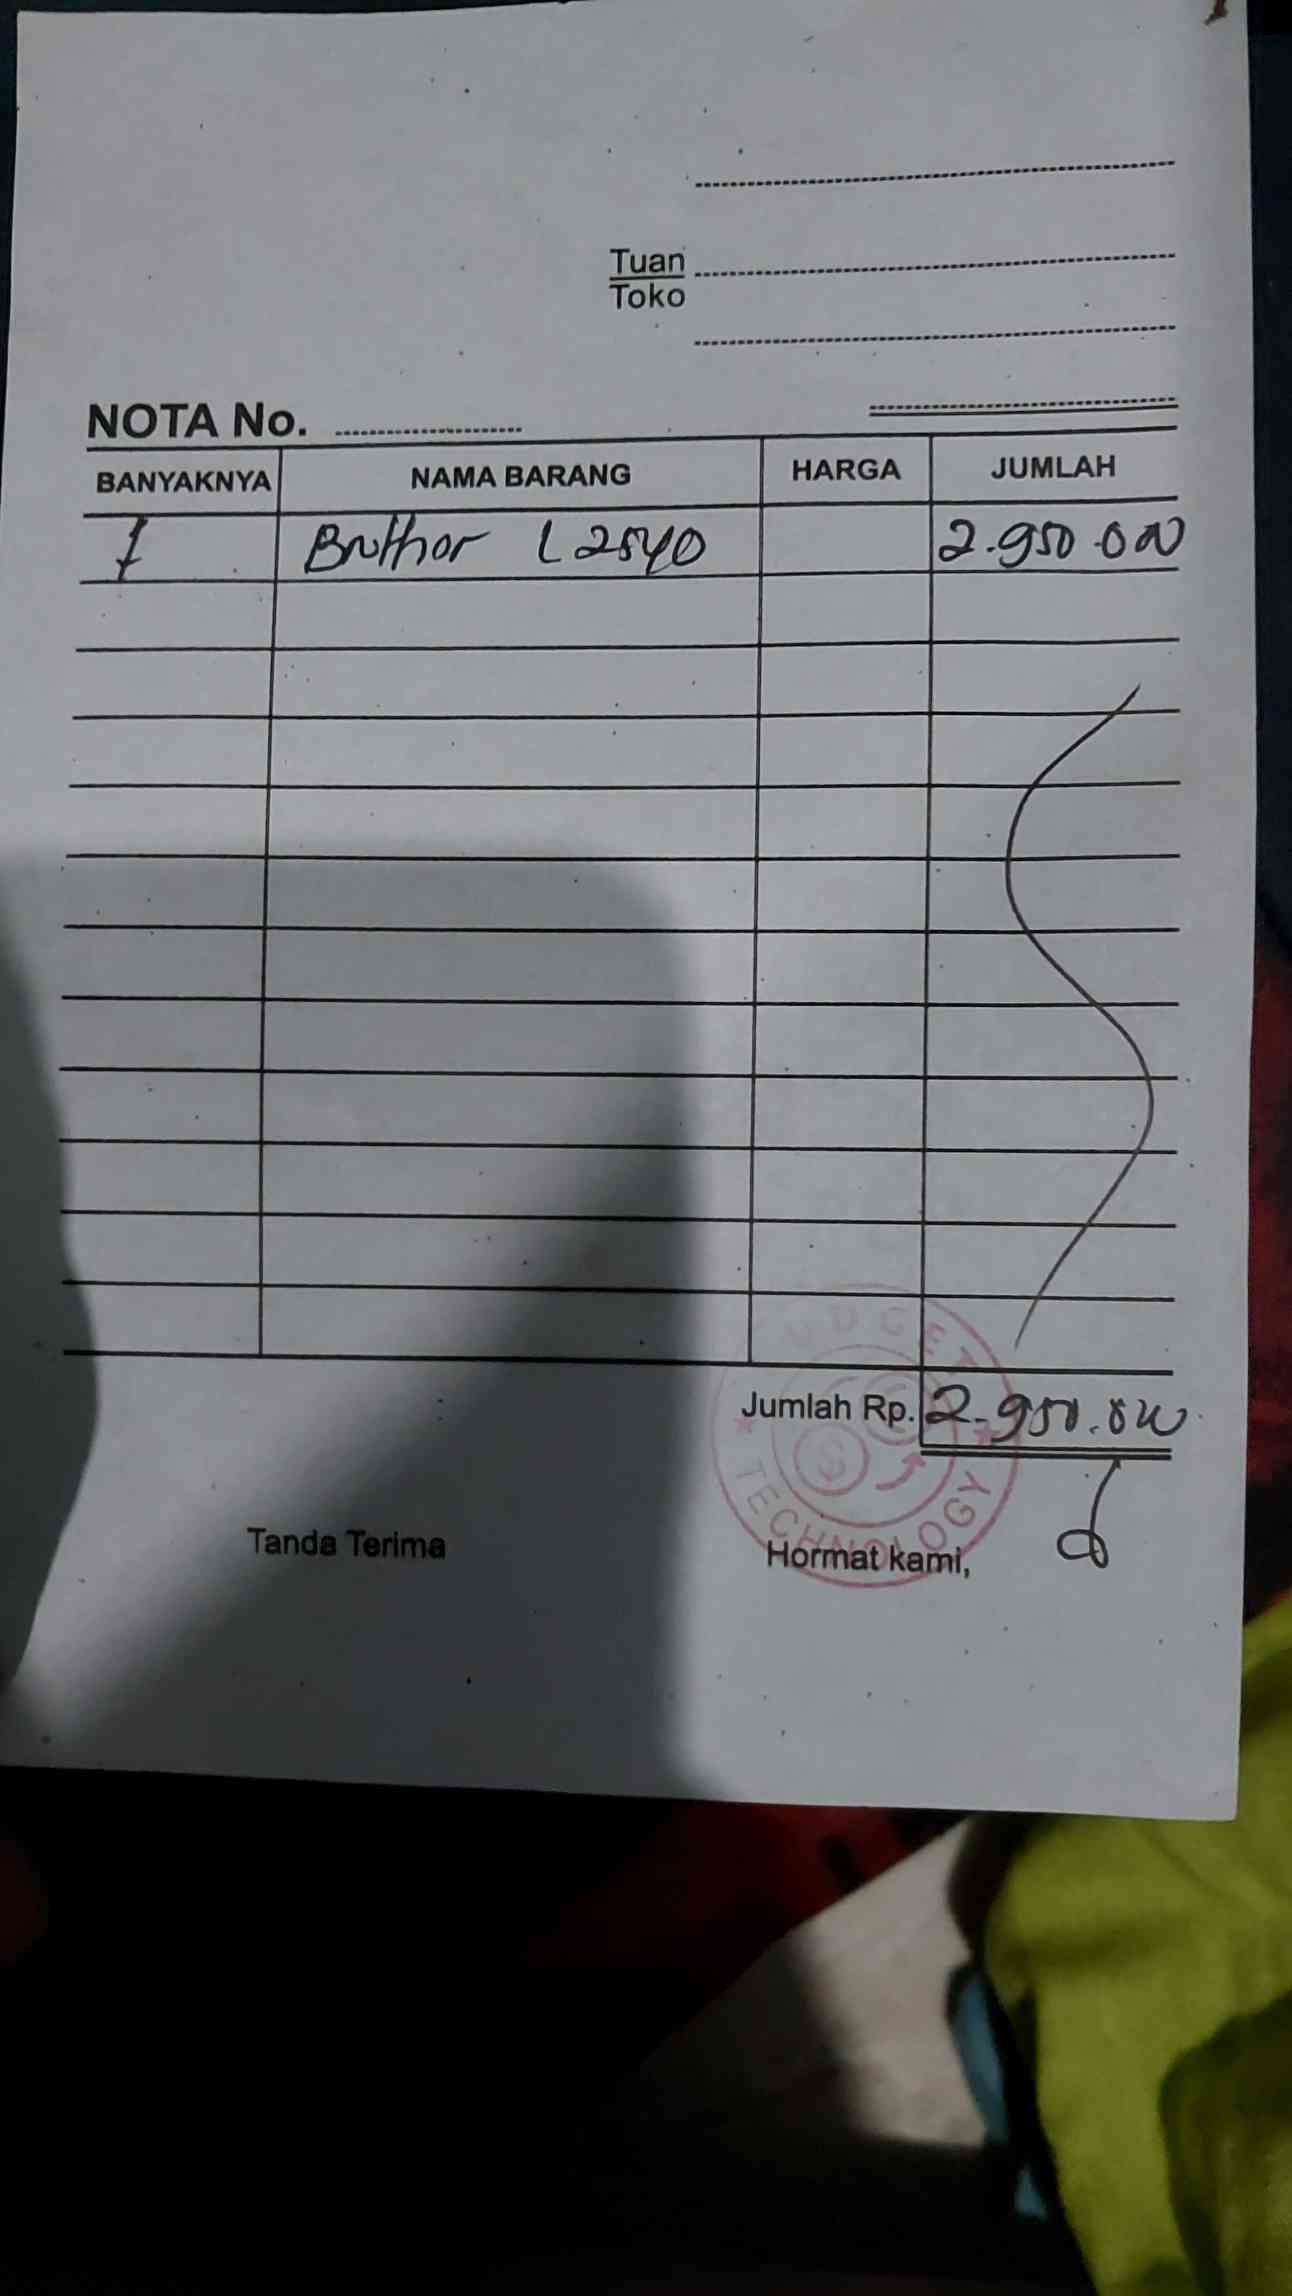 Tuan
Toko
NOTA No.
BANYAKNYA NAMA BARANG HARGA JUMLAH
1 Bruthor L2540 2.950.000
Jumlah Rp. 2.950.000
TECHNOLOGY
Tanda Terima Hormat kami,